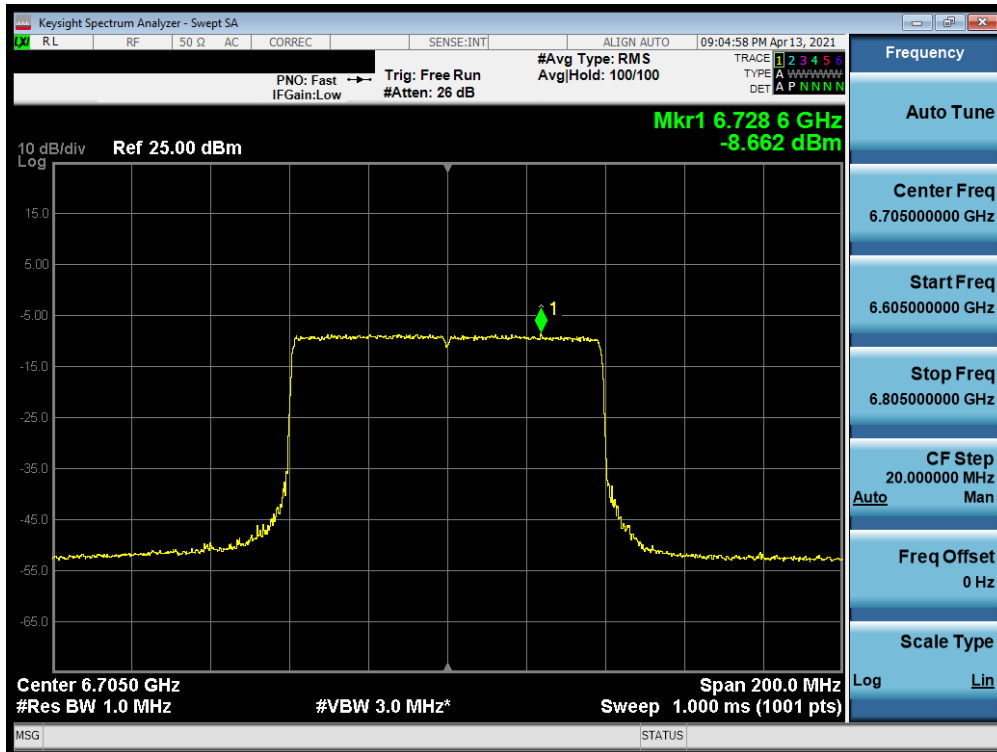 Keysight Spectrum Analyzer - Swept SA
LXI RL RF 50 Ω AC CORREC SENSE:INT ALIGN AUTO 09:04:58 PM Apr 13, 2021
PNO: Fast
IFGain:Low
Trig: Free Run
#Atten: 26 dB
#Avg Type: RMS
Avg|Hold: 100/100
TRACE 1 2 3 4 5 6
TYPE A WWWWW
DET A P N N N N
Mkr1 6.728 6 GHz
-8.662 dBm
10 dB/div Ref 25.00 dBm
Log
15.0
5.00
-5.00
-15.0
-25.0
-35.0
-45.0
-55.0
-65.0
1
Center 6.7050 GHz Span 200.0 MHz
#Res BW 1.0 MHz #VBW 3.0 MHz* Sweep 1.000 ms (1001 pts)
MSG STATUS
Frequency
Auto Tune
Center Freq
6.705000000 GHz
Start Freq
6.605000000 GHz
Stop Freq
6.805000000 GHz
CF Step
20.000000 MHz
Auto Man
Freq Offset
0 Hz
Scale Type
Log Lin